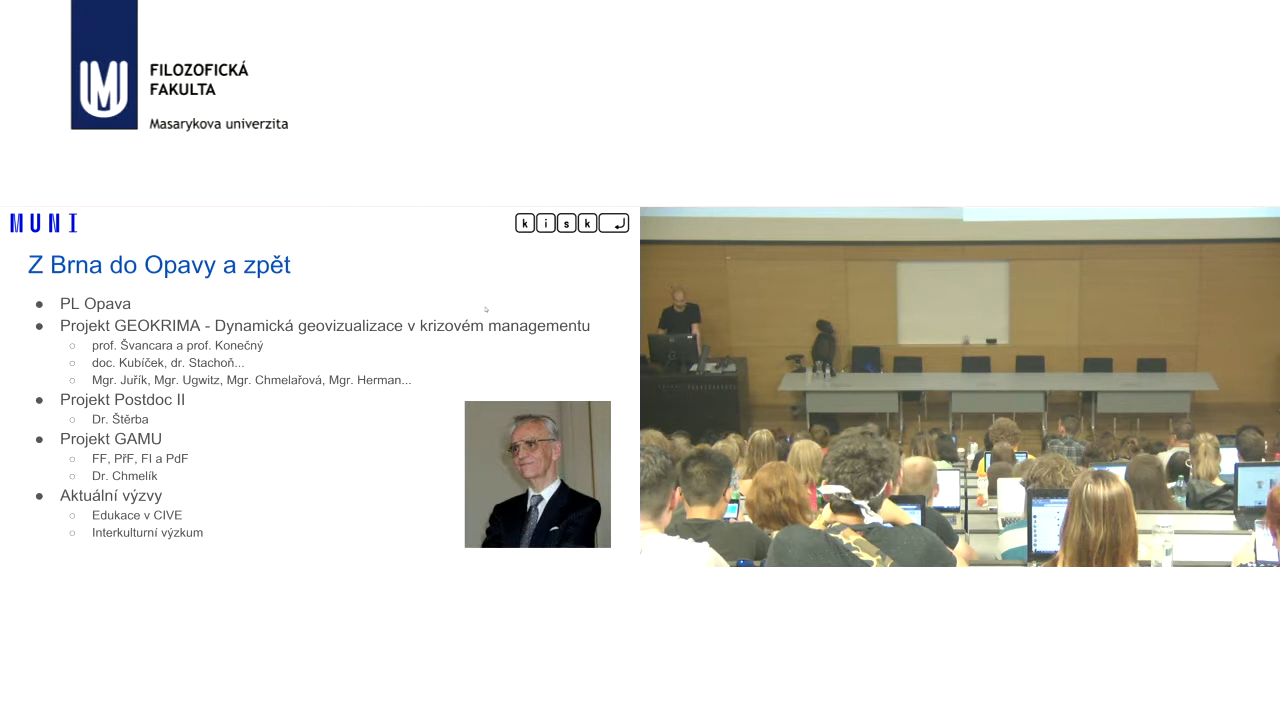 FILOZOFICKÁ
FAKULTA
Masarykova univerzita
MUNI
kisk
Z Brna do Opavy a zpět
● PL Opava
● Projekt GEOKRIMA - Dynamická geovizualizace v krizovém managementu
○ prof. Švancara a prof. Konečný
○ doc. Kubíček, dr. Stachoň...
○ Mgr. Juřík, Mgr. Ugwitz, Mgr. Chmelařová, Mgr. Herman...
● Projekt Postdoc II
○ Dr. Štěrba
● Projekt GAMU
○ FF, PřF, FI a PdF
○ Dr. Chmelík
● Aktuální výzvy
○ Edukace v CIVE
○ Interkulturní výzkum